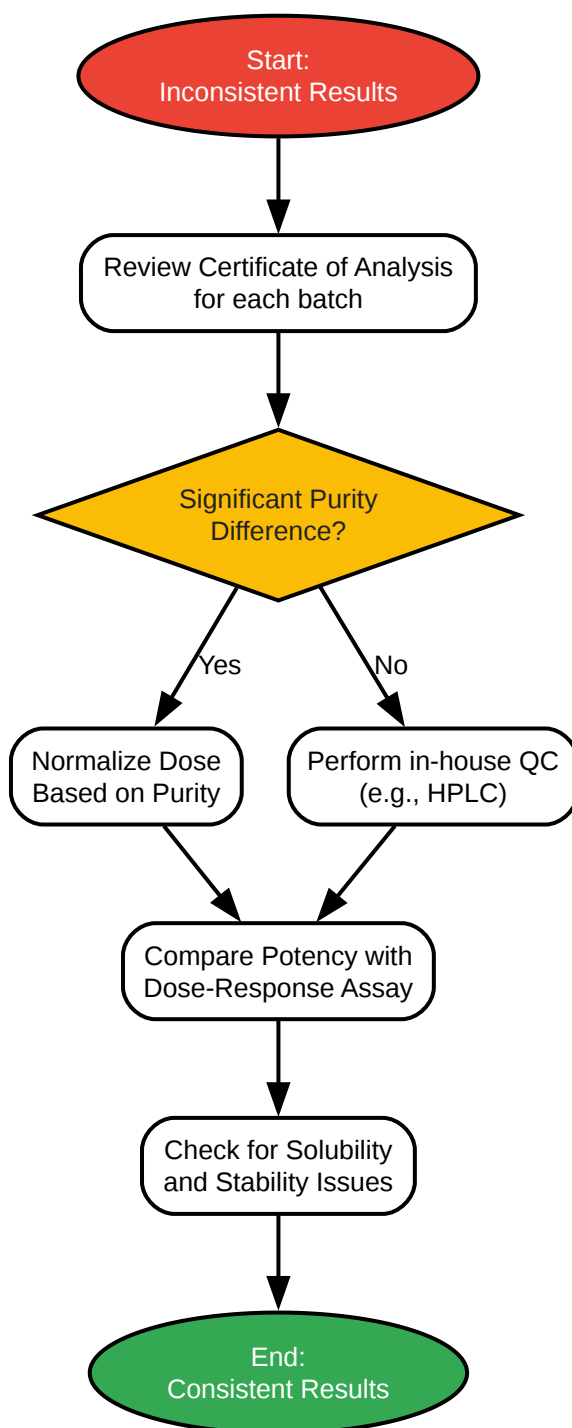 Start:
Inconsistent Results
Review Certificate of Analysis
for each batch
Significant Purity
Difference?
Yes
No
Normalize Dose
Based on Purity
Perform in-house QC
(e.g., HPLC)
Compare Potency with
Dose-Response Assay
Check for Solubility
and Stability Issues
End:
Consistent Results